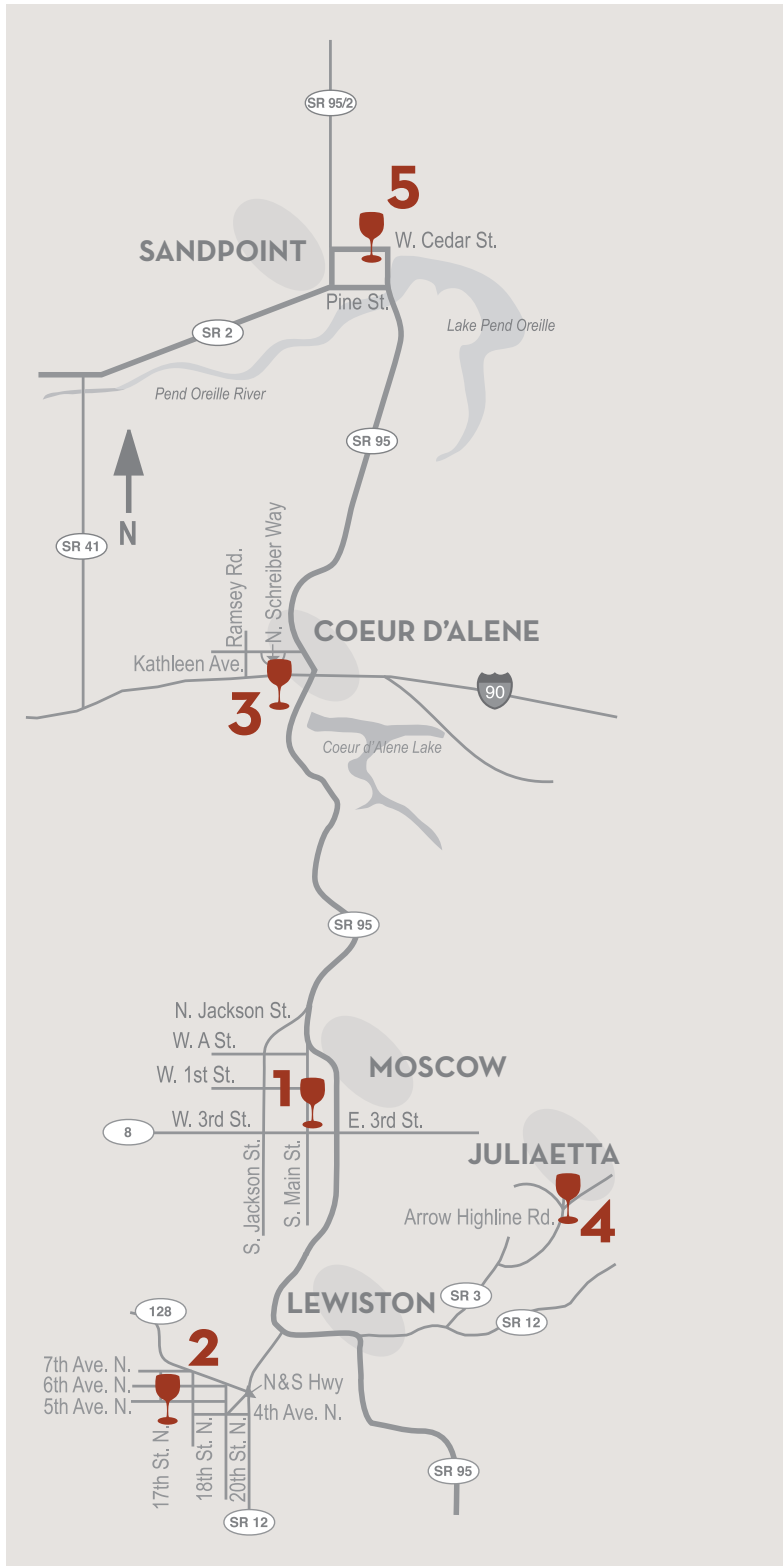 SR 95/2
5
W. Cedar St.
SANDPOINT
Pine St.
Lake Pend Oreille
SR 2
Pend Oreille River
SR 95
N
SR 41
Ramsey Rd.
N. Schreiber Way
COEUR D'ALENE
Kathleen Ave.
90
3
Coeur d'Alene Lake
SR 95
N. Jackson St.
W. A St.
MOSCOW
W. 1st St.
1
W. 3rd St.
E. 3rd St.
8
S. Jackson St.
S. Main St.
JULIAETTA
Arrow Highline Rd.
4
LEWISTON
SR 3
SR 12
128
2
7th Ave. N.
6th Ave. N.
5th Ave. N.
N&S Hwy
4th Ave. N.
17th St. N.
18th St. N.
20th St. N.
SR 95
SR 12